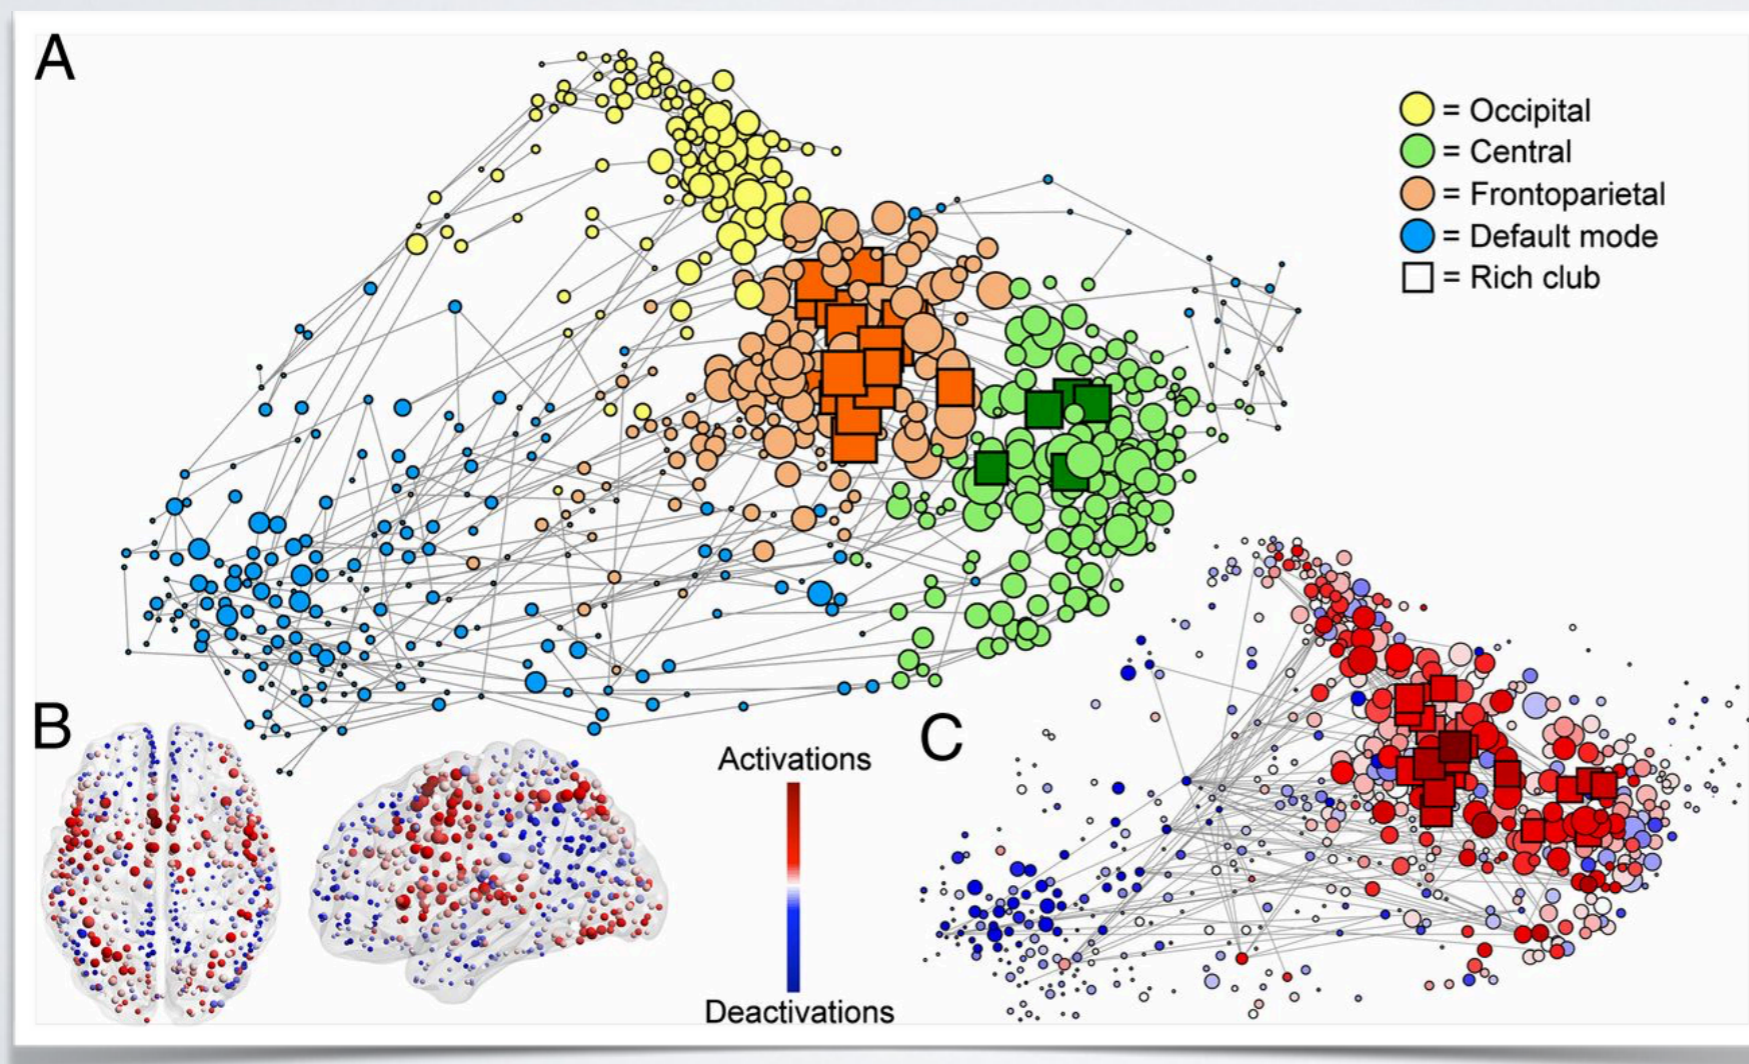 A
= Occipital
= Central
= Frontoparietal
= Default mode
= Rich club
B
Activations
Deactivations
C